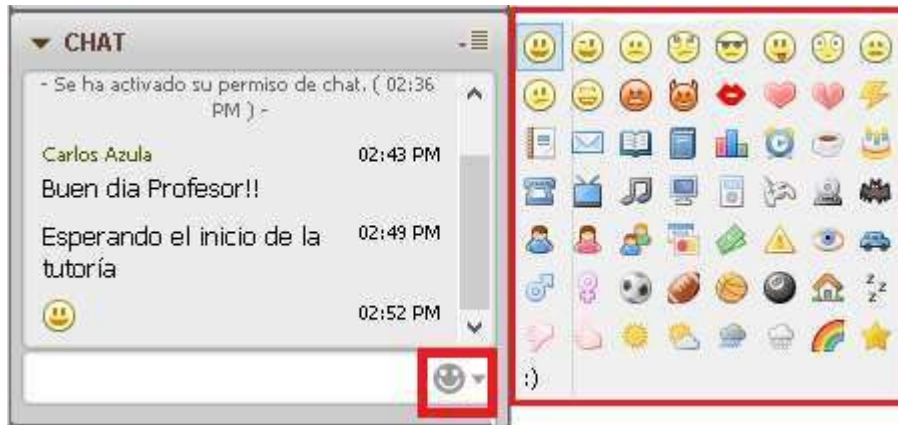 CHAT
- Se ha activado su permiso de chat. ( 02:36
PM ) -
Carlos Azula 02:43 PM
Buen dia Profesor!!
Esperando el inicio de la 02:49 PM
tutoría
02:52 PM
z z z
:)